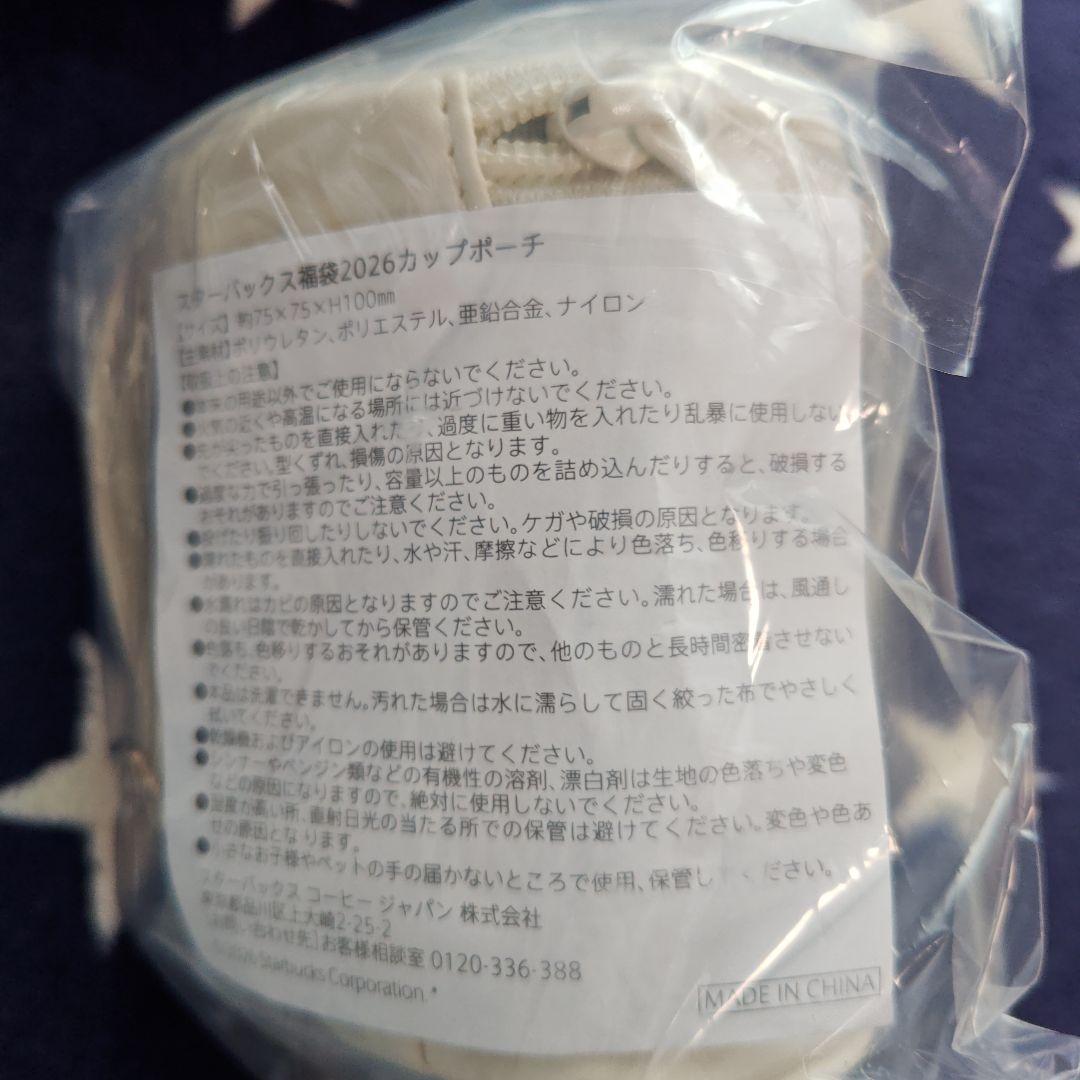 スターバックス福袋2026カップポーチ
【サイズ】約75×75×H100㎜
【主素材】ポリウレタン、ポリエステル、亜鉛合金、ナイロン
【取扱上の注意】
●本来の用途以外でご使用にならないでください。
●火気の近くや高温になる場所には近づけないでください。
●先が尖ったものを直接入れた、過度に重い物を入れたり乱暴に使用しない
でください。型くずれ、損傷の原因となります。
●過度な力で引っ張ったり、容量以上のものを詰め込んだりすると、破損する
おそれがありますのでご注意ください。
●投げたり振り回したりしないでください。ケガや破損の原因となります。
●濡れたものを直接入れたり、水や汗、摩擦などにより色落ち、色移りする場合
があります。
●水濡れはカビの原因となりますのでご注意ください。濡れた場合は、風通し
の良い日陰で乾かしてから保管ください。
●色落ち、色移りするおそれがありますので、他のものと長時間密着させない
でください。
●本品は洗濯できません。汚れた場合は水に濡らして固く絞った布でやさしく
拭いてください。
●乾燥機およびアイロンの使用は避けてください。
●シンナーやベンジン類などの有機性の溶剤、漂白剤は生地の色落ちや変色
などの原因になりますので、絶対に使用しないでください。
●湿度が高い所、直射日光の当たる所での保管は避けてください。変色や色あ
せの原因となります。
●小さなお子様やペットの手の届かないところで使用、保管し ください。
スターバックス コーヒー ジャパン 株式会社
東京都品川区上大崎2-25-2
[お問い合わせ先]お客様相談室 0120-336-388
Starbucks Corporation.*
MADE IN CHINA